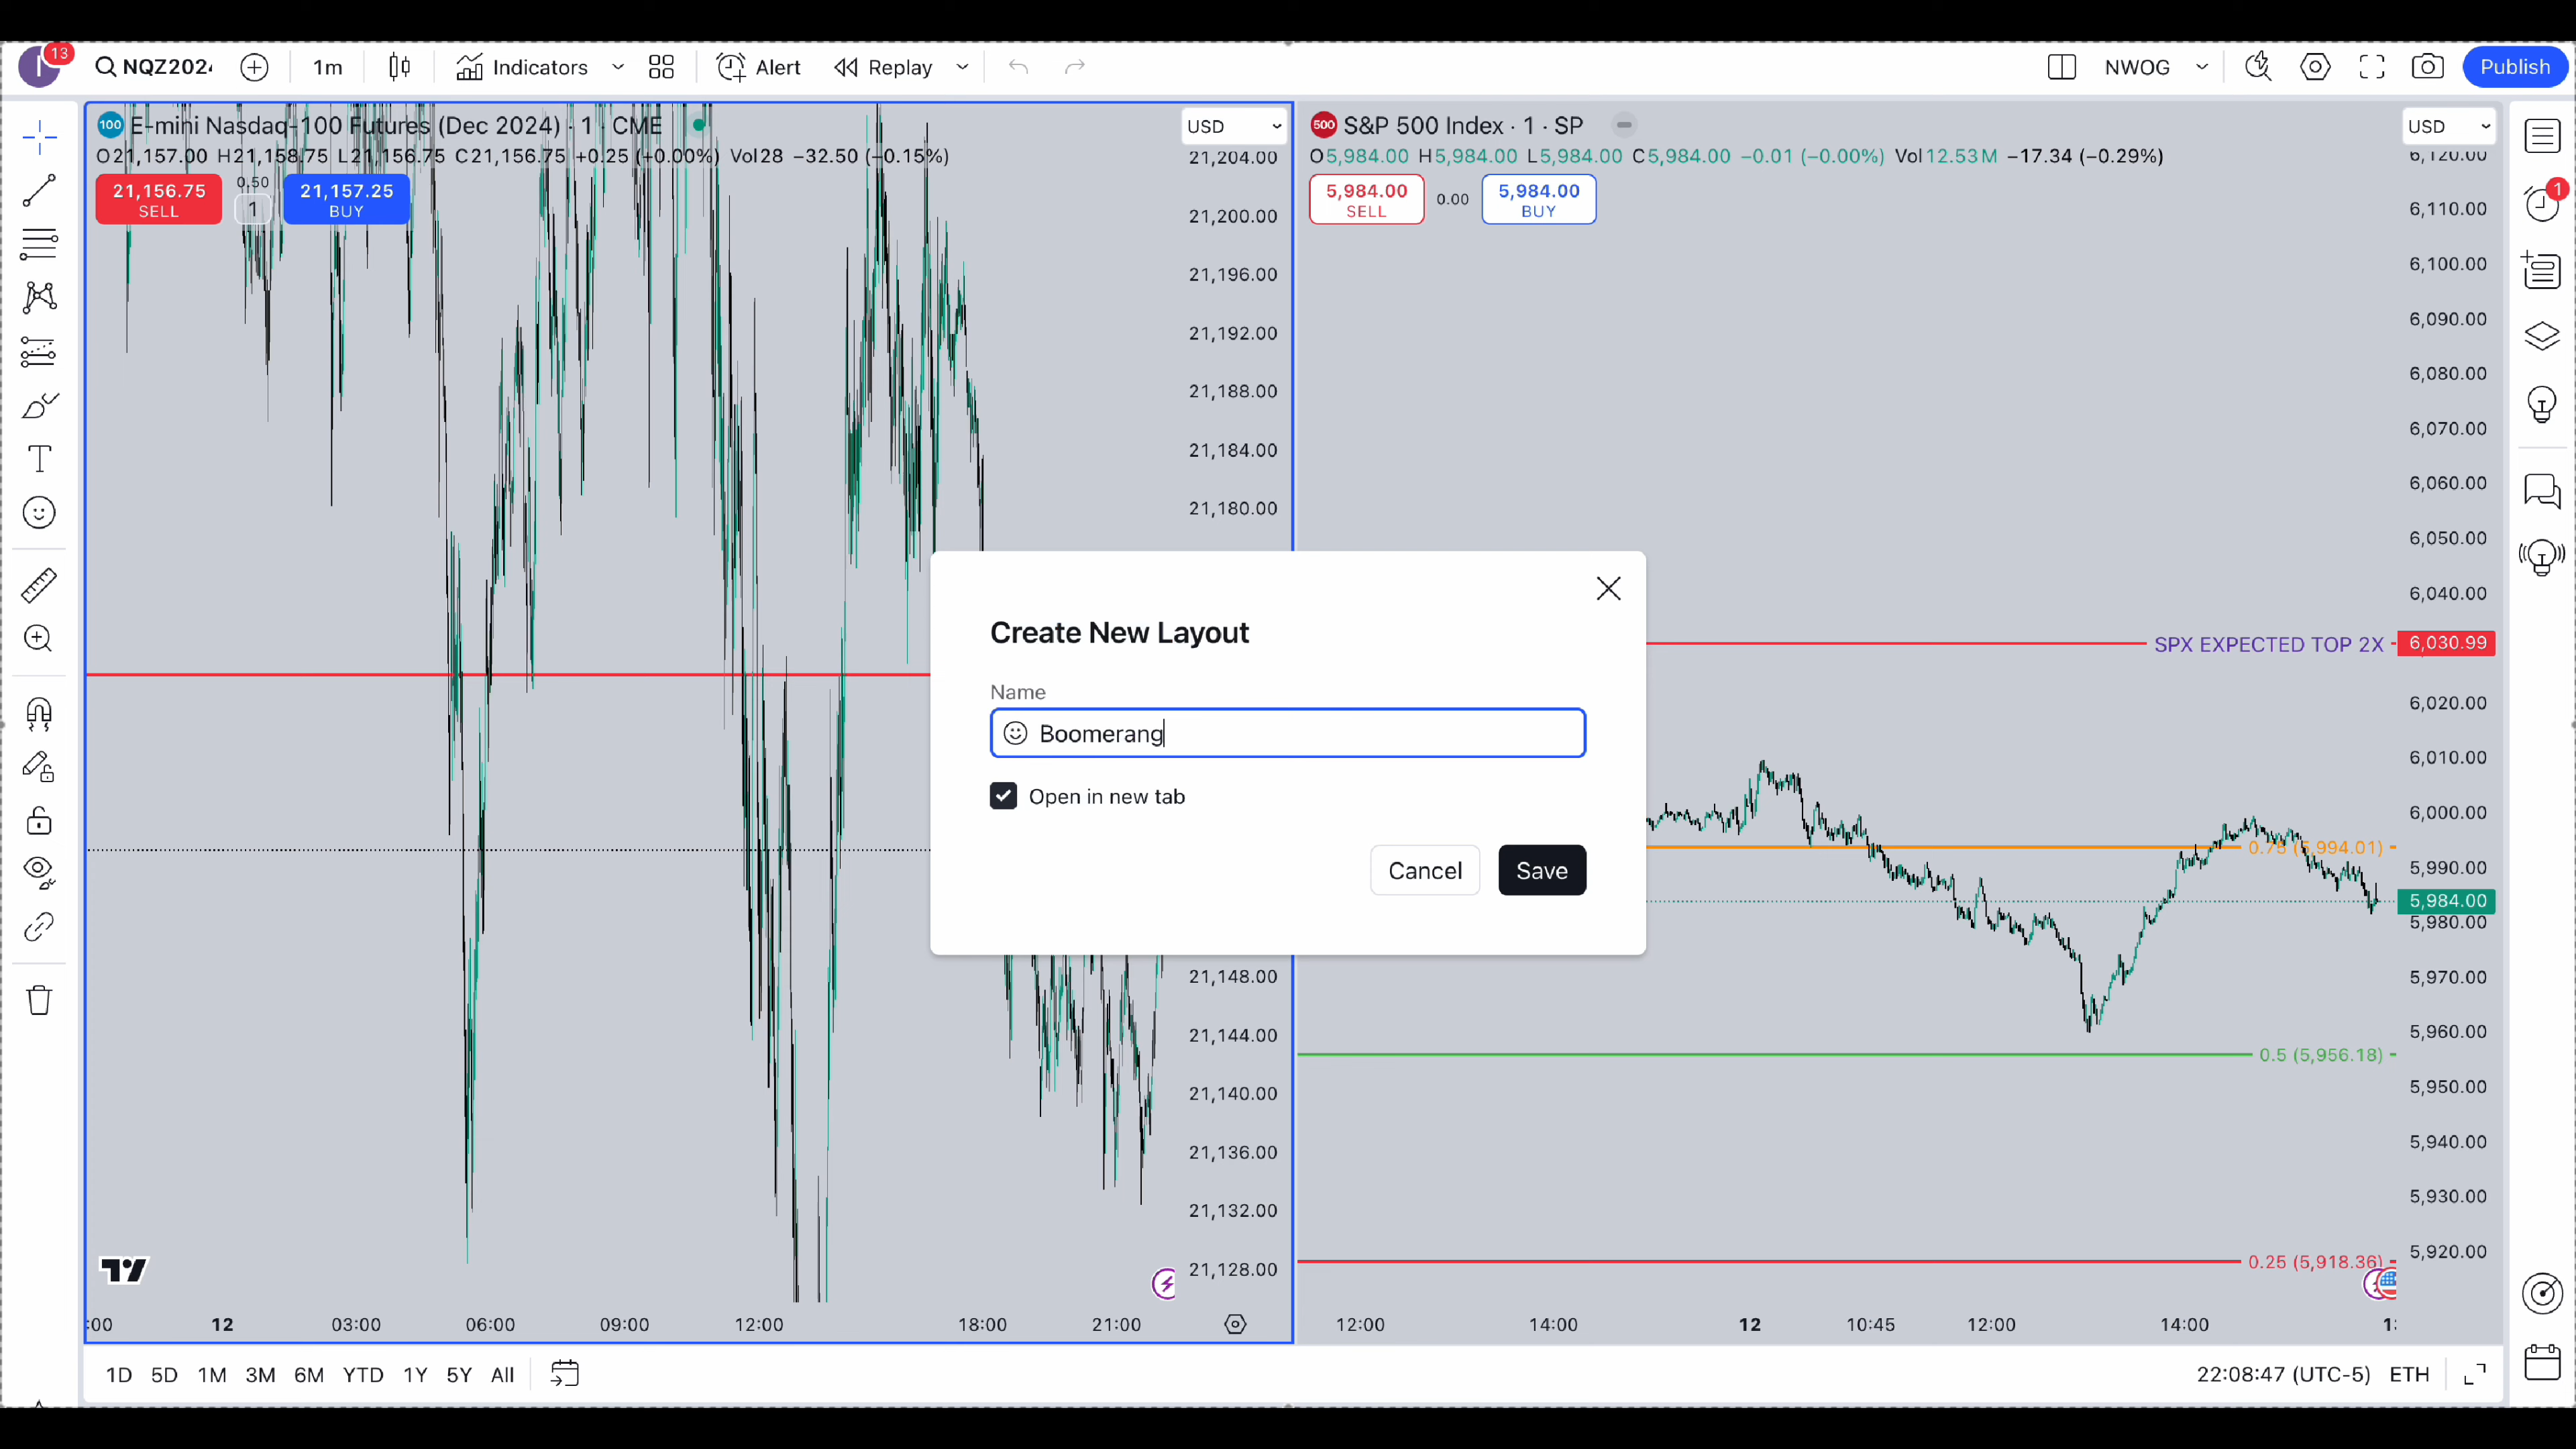 I 13 NQZ202 1m Indicators Alert Replay NWOG Publish
100 E-mini Nasdaq-100 Futures (Dec 2024) · 1 · CME
O21,157.00 H21,158.75 L21,156.75 C21,156.75 +0.25 (+0.00%) Vol28 −32.50 (−0.15%)
21,156.75 SELL
0.50
1
21,157.25 BUY
USD
21,204.00
21,200.00
21,196.00
21,192.00
21,188.00
21,184.00
21,180.00
21,148.00
21,144.00
21,140.00
21,136.00
21,132.00
21,128.00
:00 12 03:00 06:00 09:00 12:00 18:00 21:00
500 S&P 500 Index · 1 · SP
O5,984.00 H5,984.00 L5,984.00 C5,984.00 −0.01 (−0.00%) Vol12.53M −17.34 (−0.29%)
5,984.00 SELL
0.00
5,984.00 BUY
USD
6,120.00
6,110.00
6,100.00
6,090.00
6,080.00
6,070.00
6,060.00
6,050.00
6,040.00
SPX EXPECTED TOP 2X 6,030.99
6,020.00
6,010.00
6,000.00
0.75 (5,994.01)
5,990.00
5,984.00
5,980.00
5,970.00
5,960.00
0.5 (5,956.18)
5,950.00
5,940.00
5,930.00
5,920.00
0.25 (5,918.36)
12:00 14:00 12 10:45 12:00 14:00 1:
Create New Layout
Name
Boomerang
Open in new tab
Cancel Save
1D 5D 1M 3M 6M YTD 1Y 5Y All
22:08:47 (UTC-5) ETH
1